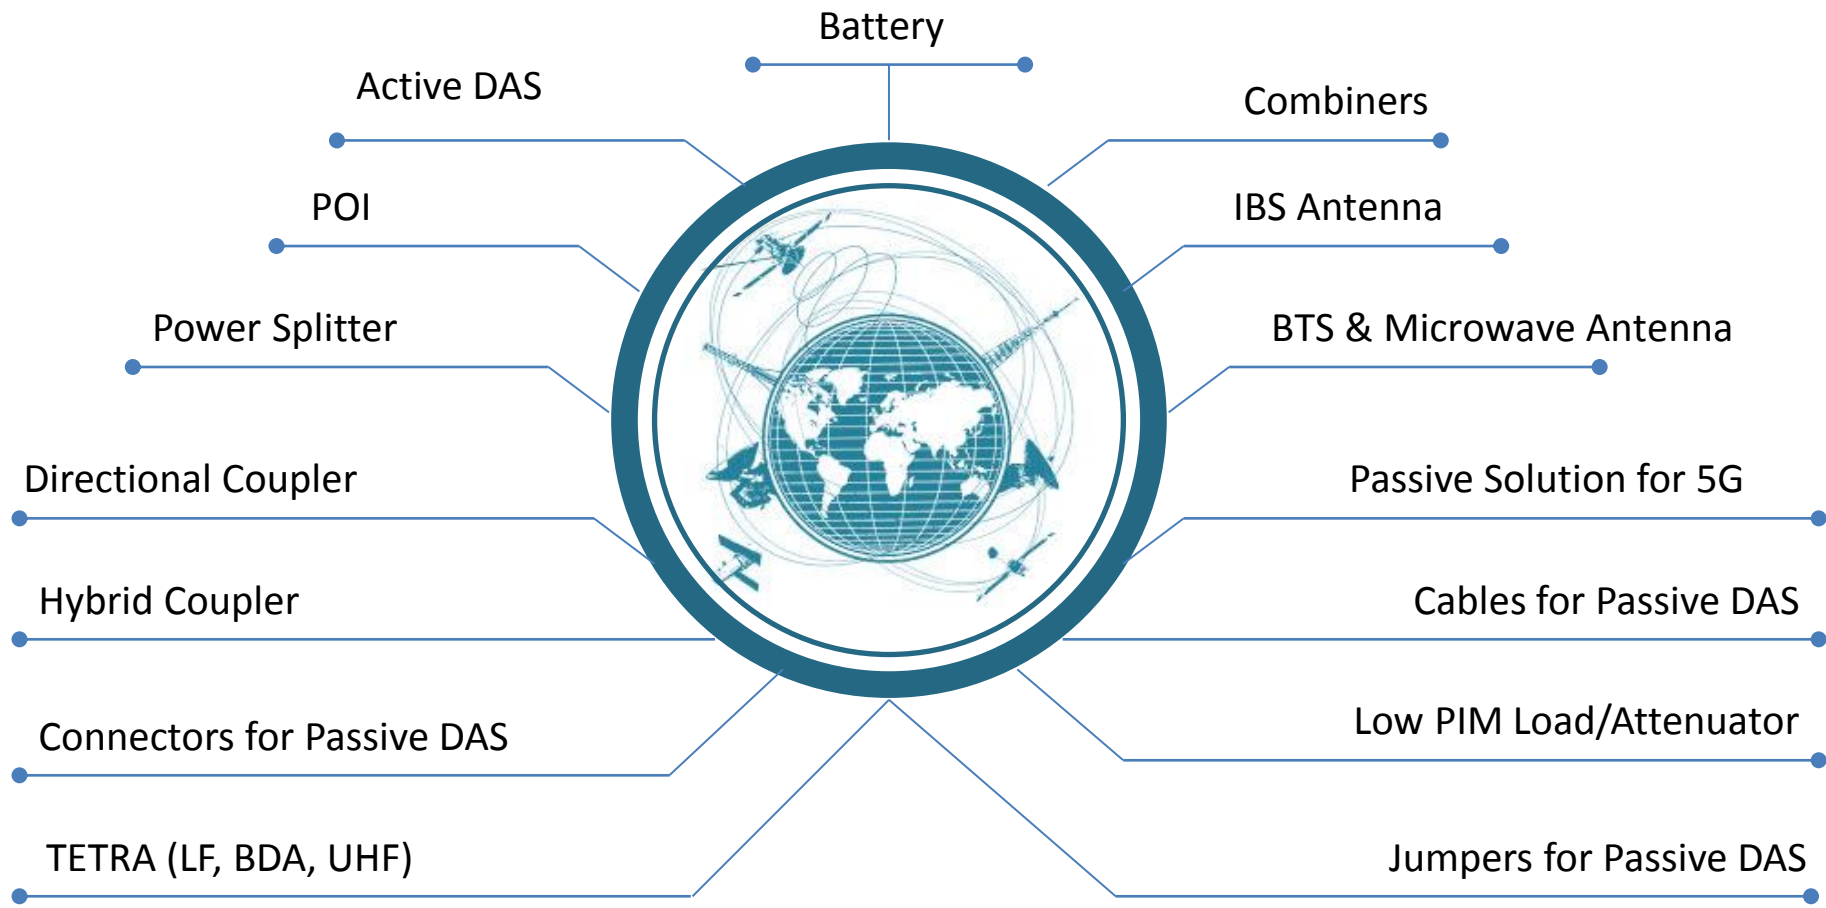 Battery
Active DAS
Combiners
POI
IBS Antenna
Power Splitter
BTS & Microwave Antenna
Directional Coupler
Passive Solution for 5G
Hybrid Coupler
Cables for Passive DAS
Connectors for Passive DAS
Low PIM Load/Attenuator
TETRA (LF, BDA, UHF)
Jumpers for Passive DAS